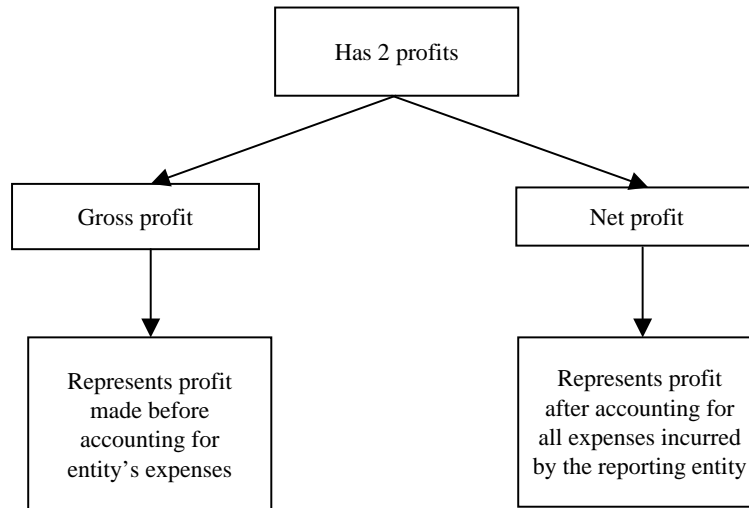 Has 2 profits
Gross profit
Net profit
Represents profit
made before
accounting for
entity’s expenses
Represents profit
after accounting for
all expenses incurred
by the reporting entity